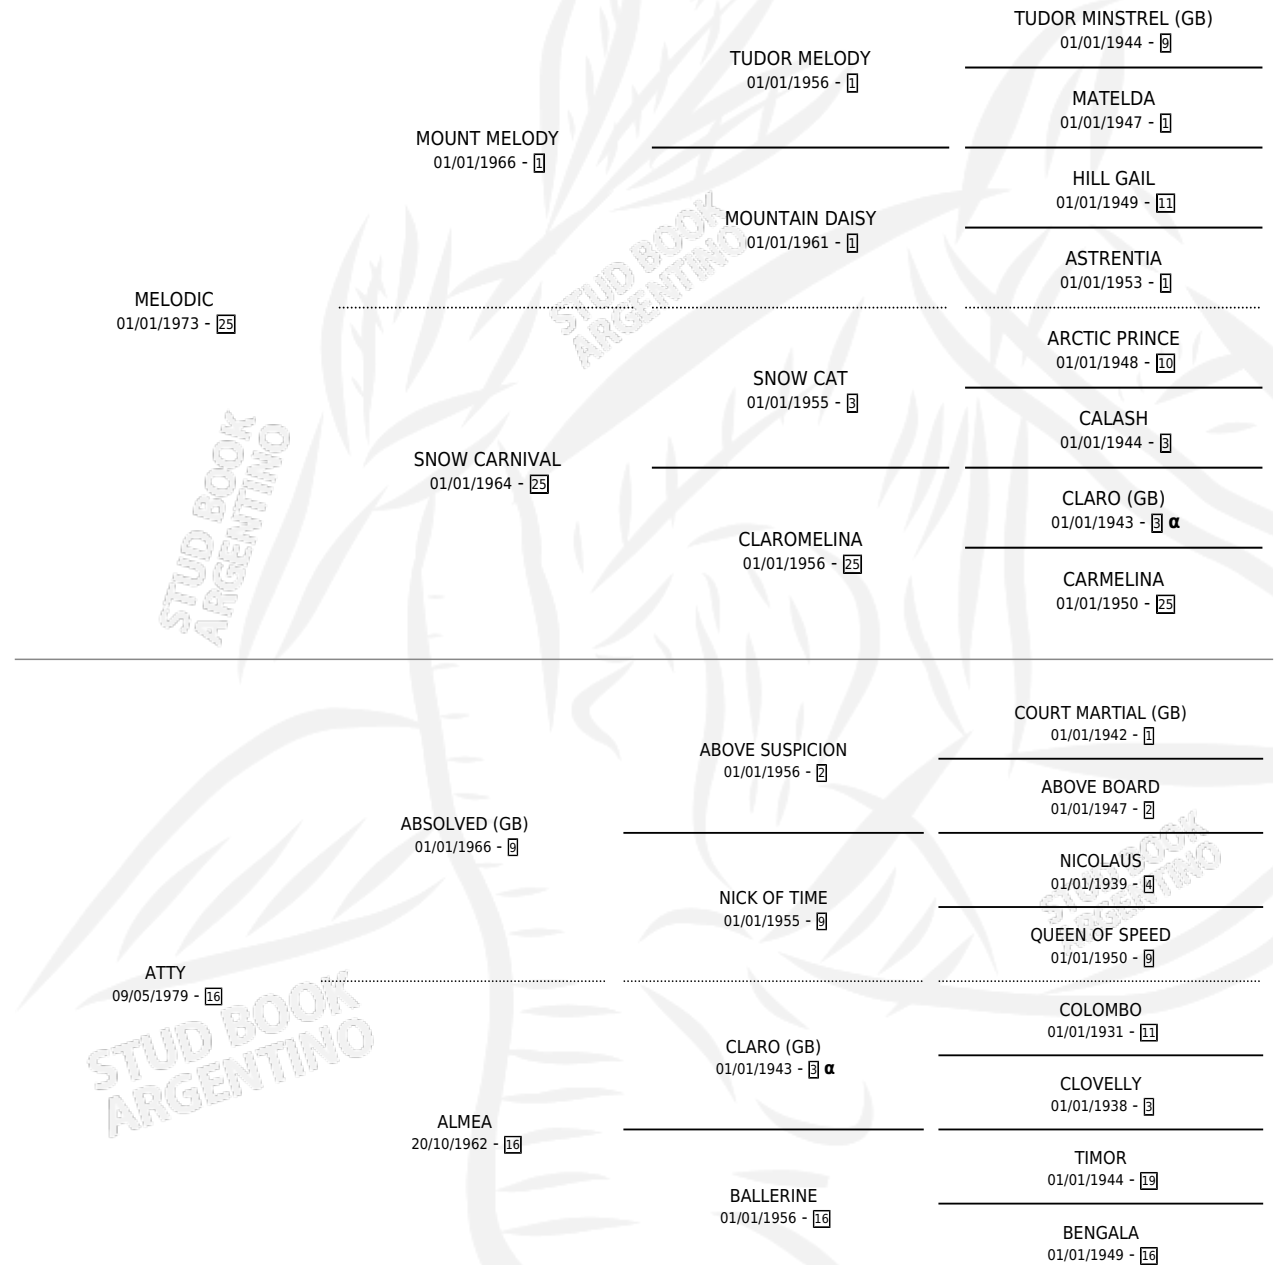 TUDOR MINSTREL (GB)
01/01/1944 - 9
TUDOR MELODY
01/01/1956 - 1
MATELDA
01/01/1947 - 1
MOUNT MELODY
01/01/1966 - 1
HILL GAIL
01/01/1949 - 11
MOUNTAIN DAISY
01/01/1961 - 1
ASTRENTIA
01/01/1953 - 1
MELODIC
01/01/1973 - 25
STUD BOOK
ARGENTINO
ARCTIC PRINCE
01/01/1948 - 10
SNOW CAT
01/01/1955 - 3
CALASH
01/01/1944 - 3
SNOW CARNIVAL
01/01/1964 - 25
CLARO (GB)
01/01/1943 - 3 α
CLAROMELINA
01/01/1956 - 25
CARMELINA
01/01/1950 - 25
STUD BOOK
ARGENTINO
COURT MARTIAL (GB)
01/01/1942 - 1
ABOVE SUSPICION
01/01/1956 - 2
ABOVE BOARD
01/01/1947 - 2
ABSOLVED (GB)
01/01/1966 - 9
NICOLAUS
01/01/1939 - 4
NICK OF TIME
01/01/1955 - 9
QUEEN OF SPEED
01/01/1950 - 9
STUD BOOK
ARGENTINO
ATTY
09/05/1979 - 16
COLOMBO
01/01/1931 - 11
CLARO (GB)
01/01/1943 - 3 α
CLOVELLY
01/01/1938 - 3
STUD BOOK
ARGENTINO
ALMEA
20/10/1962 - 16
TIMOR
01/01/1944 - 19
BALLERINE
01/01/1956 - 16
BENGALA
01/01/1949 - 16